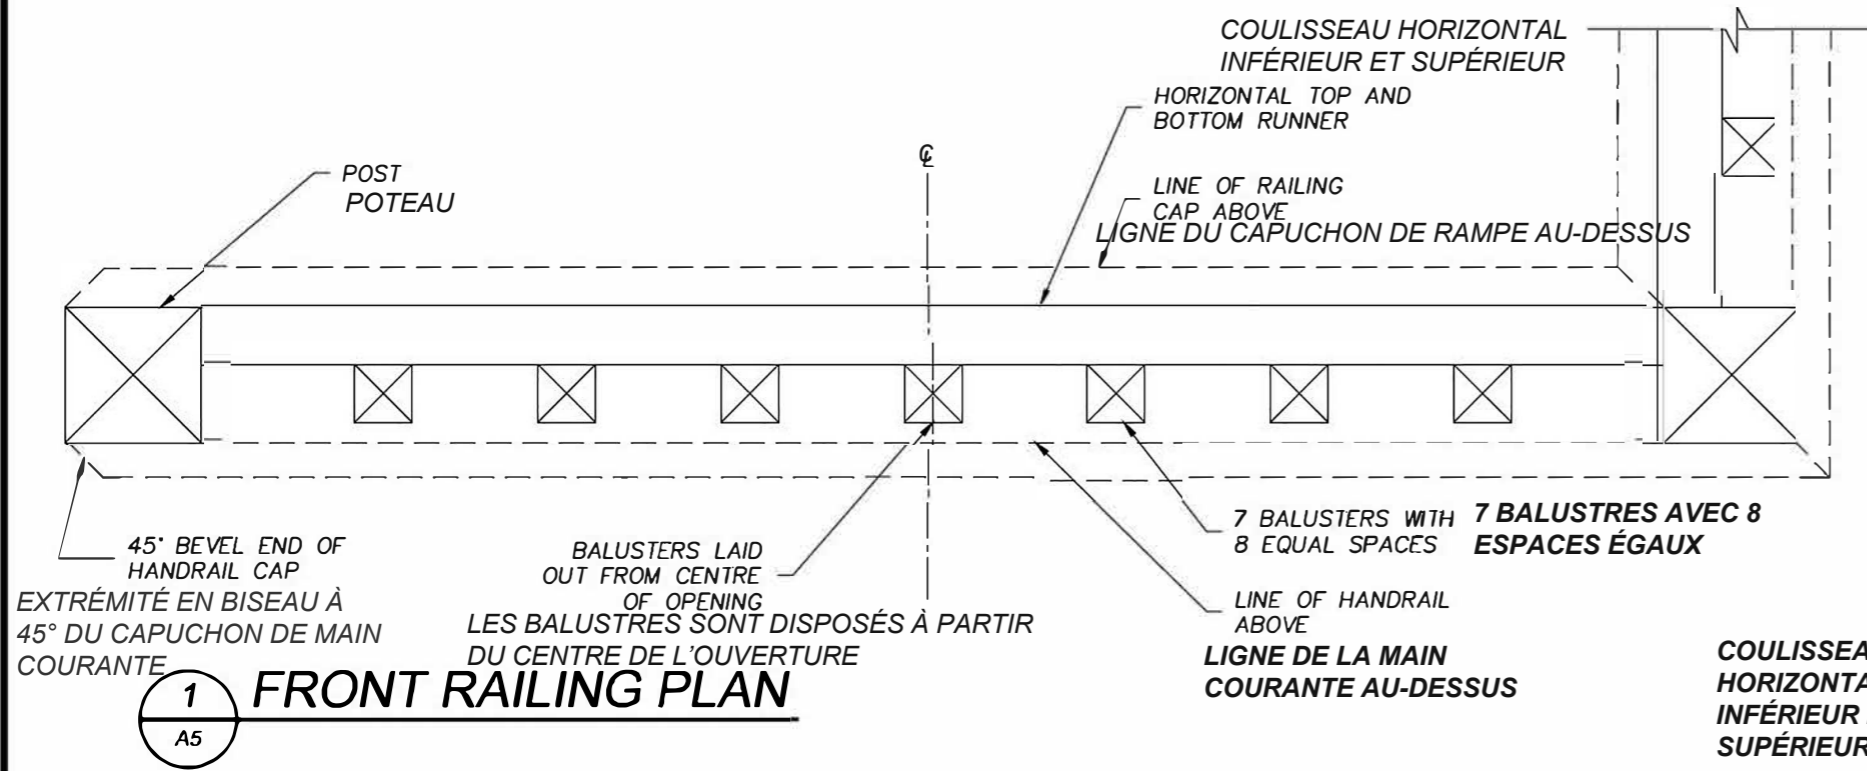 COULISSEAU HORIZONTAL
INFÉRIEUR ET SUPÉRIEUR
HORIZONTAL TOP AND
BOTTOM RUNNER
POST
POTEAU
℄
LINE OF RAILING
CAP ABOVE
LIGNE DU CAPUCHON DE RAMPE AU-DESSUS
45° BEVEL END OF
HANDRAIL CAP
EXTRÉMITÉ EN BISEAU À
45° DU CAPUCHON DE MAIN
COURANTE
BALUSTERS LAID
OUT FROM CENTRE
OF OPENING
LES BALUSTRES SONT DISPOSÉS À PARTIR
DU CENTRE DE L'OUVERTURE
7 BALUSTERS WITH
8 EQUAL SPACES
7 BALUSTRES AVEC 8
ESPACES ÉGAUX
LINE OF HANDRAIL
ABOVE
LIGNE DE LA MAIN
COURANTE AU-DESSUS
COULISSEA
HORIZONTA
INFÉRIEUR
SUPÉRIEUR
1
A5
FRONT RAILING PLAN